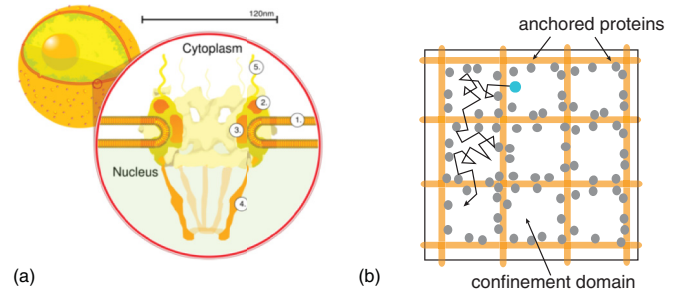 120nm
Cytoplasm
5.
2.
1.
3.
Nucleus
4.
(a)
anchored proteins
confinement domain
(b)